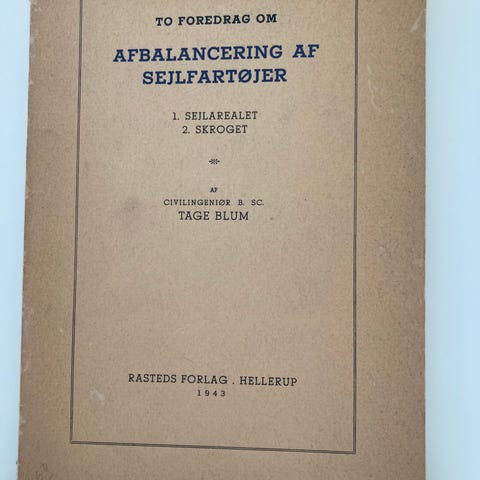 TO FOREDRAG OM
AFBALANCERING AF
SEJLFARTØJER
1. SEJLAREALET
2. SKROGET
AF
CIVILINGENIØR B. SC.
TAGE BLUM
RASTEDS FORLAG . HELLERUP
1943